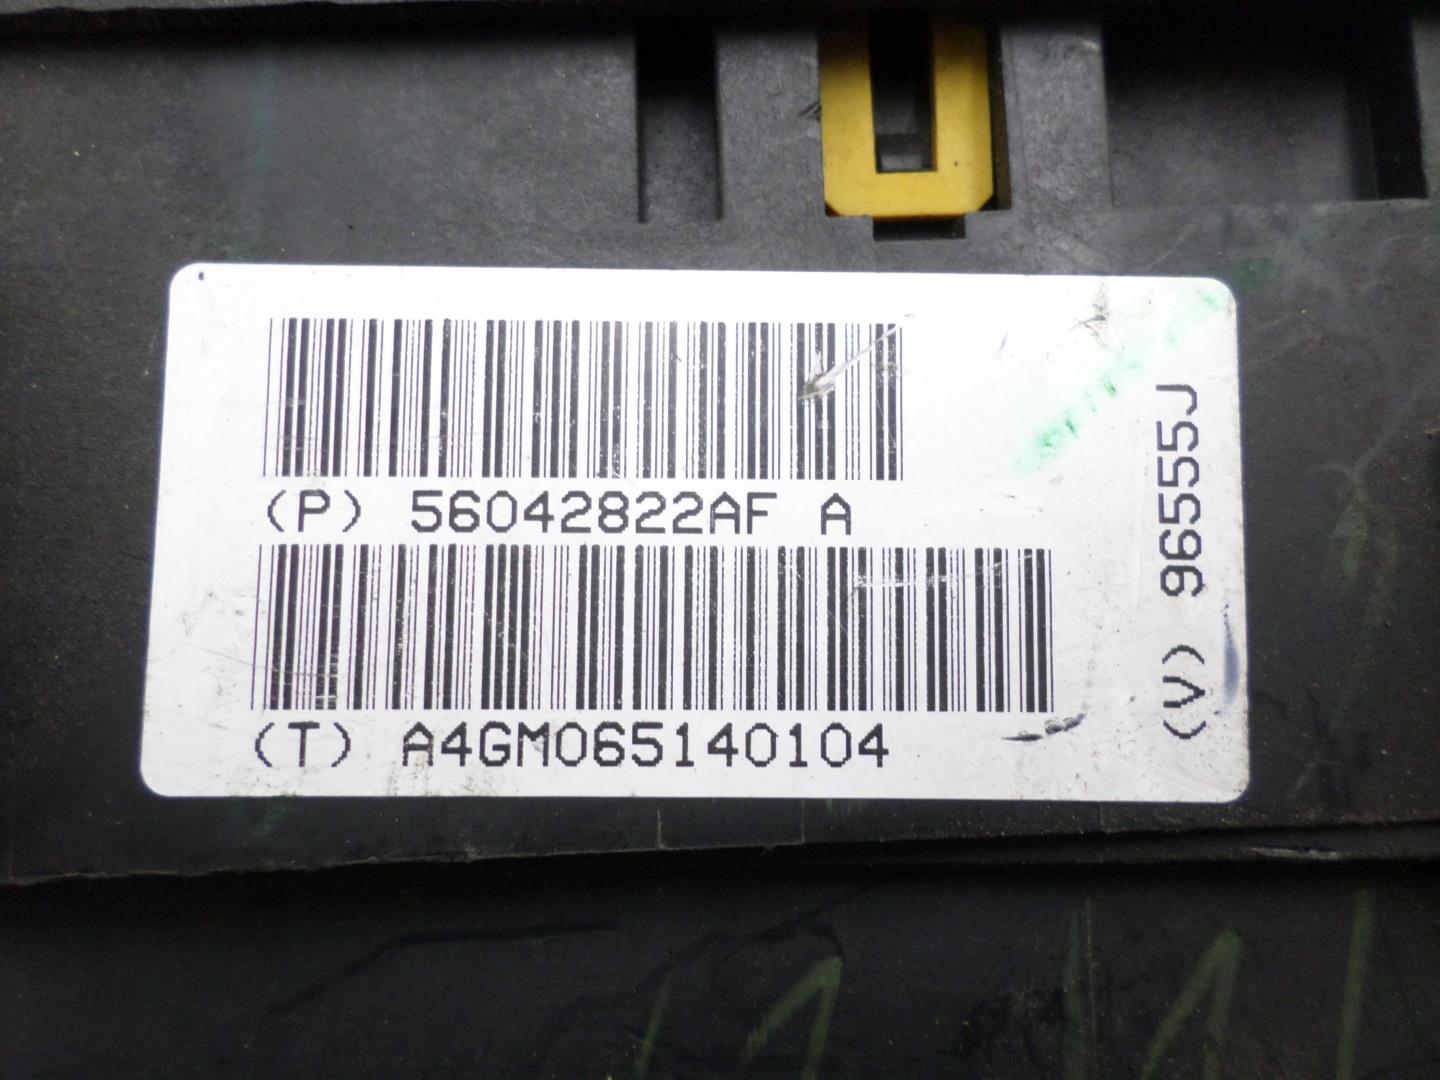 (P) 56042822AF A
(T) A4GM065140104
(V) 96555J